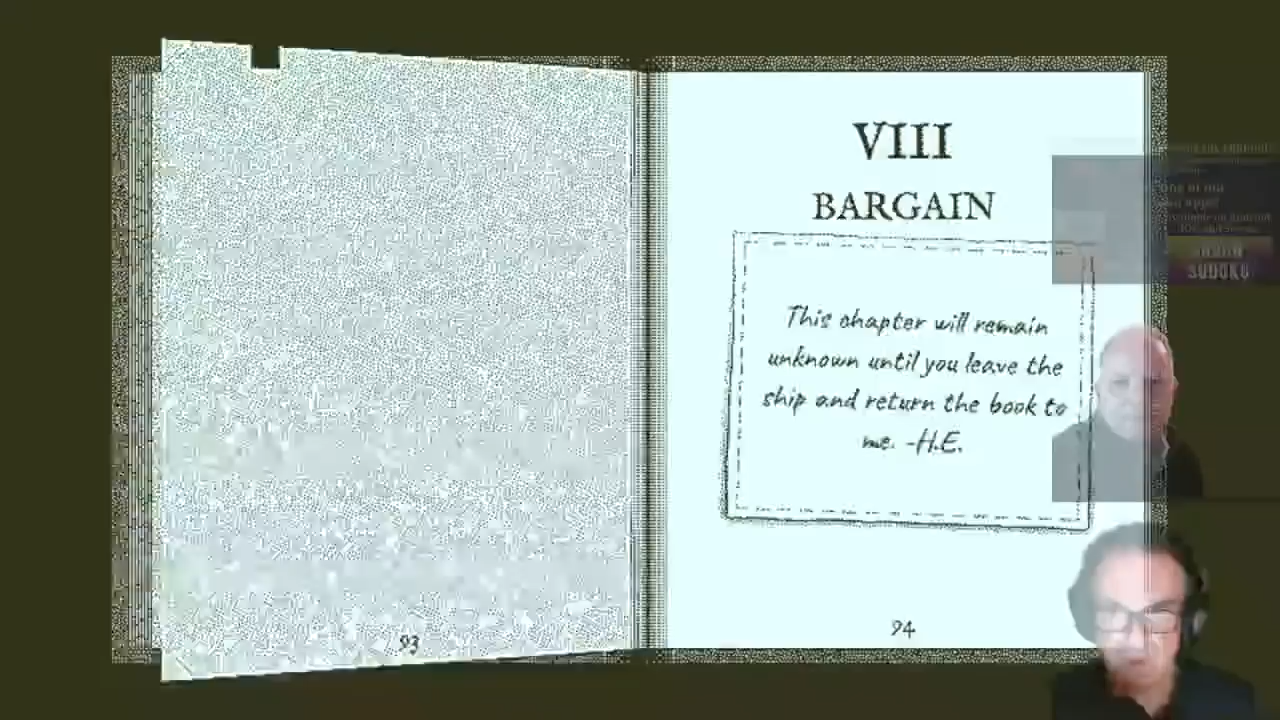 VIII
BARGAIN
This chapter will remain
unknown until you leave the
ship and return the book to
me. -H.E.
93
94
SUDOKU